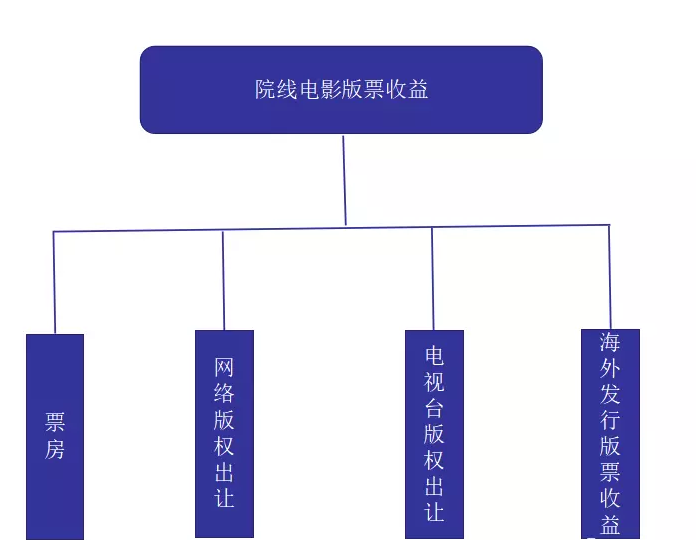 院线电影版票收益
票房
网络版权出让
电视台版权出让
海外发行版票收益